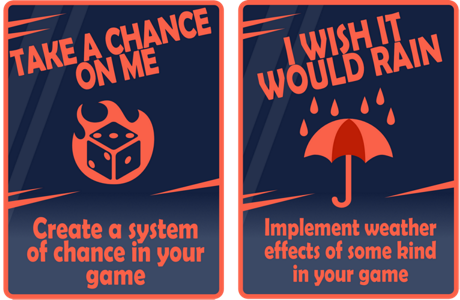 TAKE A CHANCE
ON ME
Create a system
of chance in your
game
I WISH IT
WOULD RAIN
Implement weather
effects of some kind
in your game